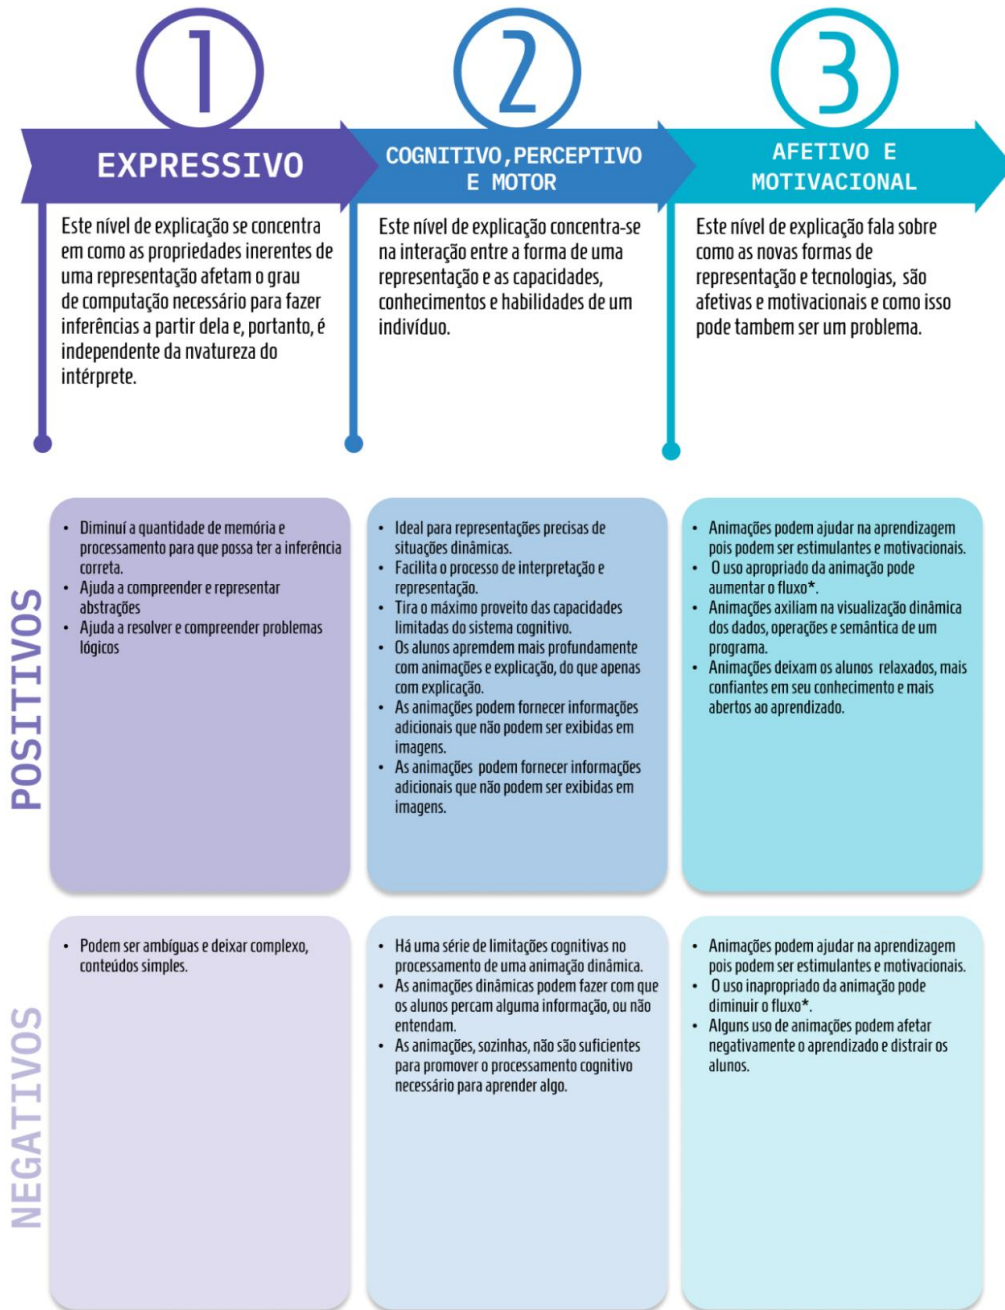 1
EXPRESSIVO
Este nível de explicação se concentra
em como as propriedades inerentes de
uma representação afetam o grau
de computação necessário para fazer
inferências a partir dela e, portanto, é
independente da nvatureza do
intérprete.
2
COGNITIVO,PERCEPTIVO
E MOTOR
Este nível de explicação concentra-se
na interação entre a forma de uma
representação e as capacidades,
conhecimentos e habilidades de um
indivíduo.
3
AFETIVO E
MOTIVACIONAL
Este nível de explicação fala sobre
como as novas formas de
representação e tecnologias, são
afetivas e motivacionais e como isso
pode tambem ser um problema.
POSITIVOS
• Diminuí a quantidade de memória e
processamento para que possa ter a inferência
correta.
• Ajuda a compreender e representar
abstrações
• Ajuda a resolver e compreender problemas
lógicos
• Ideal para representações precisas de
situações dinâmicas.
• Facilita o processo de interpretação e
representação.
• Tira o máximo proveito das capacidades
limitadas do sistema cognitivo.
• Os alunos apremdem mais profundamente
com animações e explicação, do que apenas
com explicação.
• As animações podem fornecer informações
adicionais que não podem ser exibidas em
imagens.
• As animações podem fornecer informações
adicionais que não podem ser exibidas em
imagens.
• Animações podem ajudar na aprendizagem
pois podem ser estimulantes e motivacionais.
• O uso apropriado da animação pode
aumentar o fluxo*.
• Animações axiliam na visualização dinâmica
dos dados, operações e semântica de um
programa.
• Animações deixam os alunos relaxados, mais
confiantes em seu conhecimento e mais
abertos ao aprendizado.
NEGATIVOS
• Podem ser ambíguas e deixar complexo,
conteúdos simples.
• Há uma série de limitações cognitivas no
processamento de uma animação dinâmica.
• As animações dinâmicas podem fazer com que
os alunos percam alguma informação, ou não
entendam.
• As animações, sozinhas, não são suficientes
para promover o processamento cognitivo
necessário para aprender algo.
• Animações podem ajudar na aprendizagem
pois podem ser estimulantes e motivacionais.
• O uso inapropriado da animação pode
diminuir o fluxo*.
• Alguns uso de animações podem afetar
negativamente o aprendizado e distrair os
alunos.